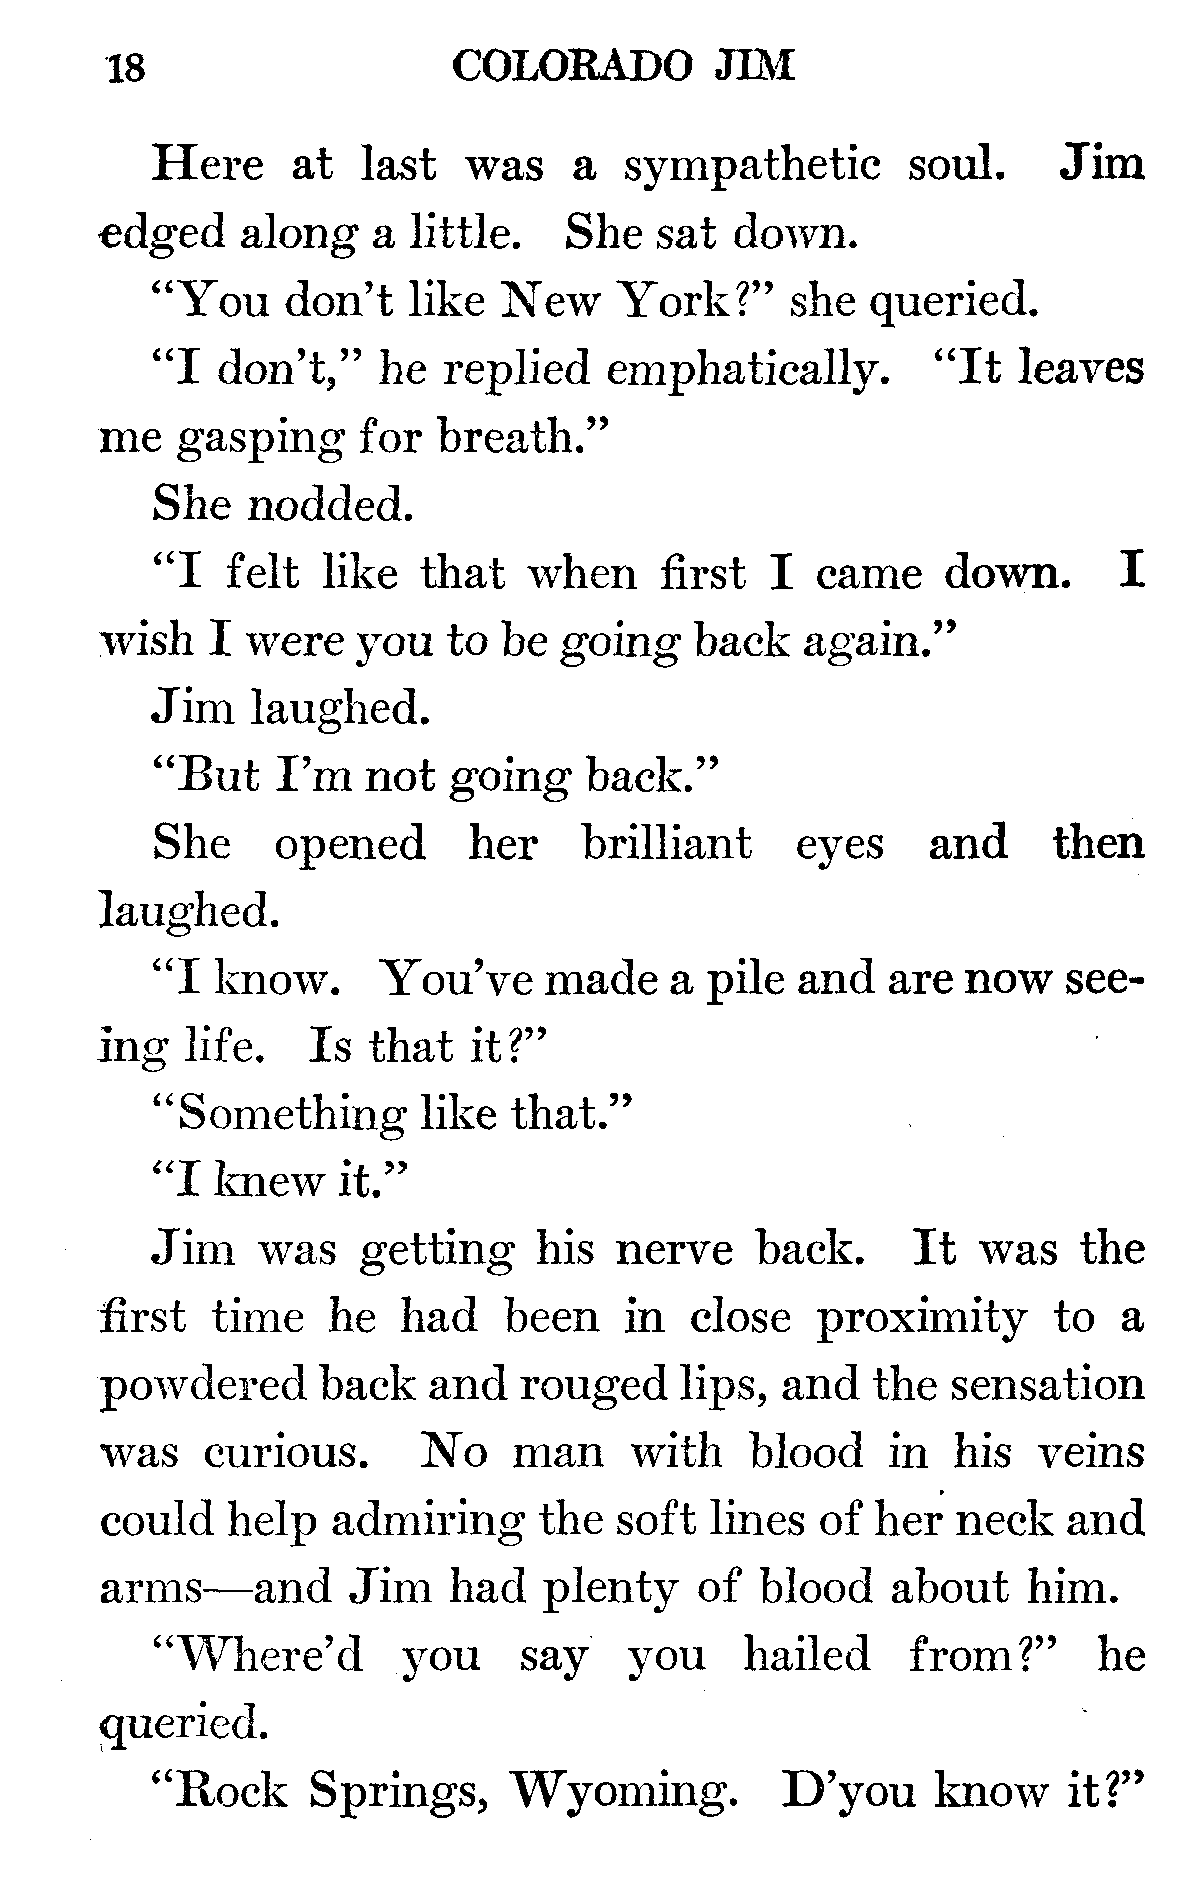 18 COLORADO JIM
Here at last was a sympathetic soul. Jim
edged along a little. She sat down.
“You don’t like New York?” she queried.
“I don’t,” he replied emphatically. “It leaves
me gasping for breath.”
She nodded.
“I felt like that when first I came down. I
wish I were you to be going back again.”
Jim laughed.
“But I’m not going back.”
She opened her brilliant eyes and then
laughed.
“I know. You’ve made a pile and are now see-
ing life. Is that it?”
“Something like that.”
“I knew it.”
Jim was getting his nerve back. It was the
first time he had been in close proximity to a
powdered back and rouged lips, and the sensation
was curious. No man with blood in his veins
could help admiring the soft lines of her neck and
arms—and Jim had plenty of blood about him.
“Where’d you say you hailed from?” he
queried.
“Rock Springs, Wyoming. D’you know it?”